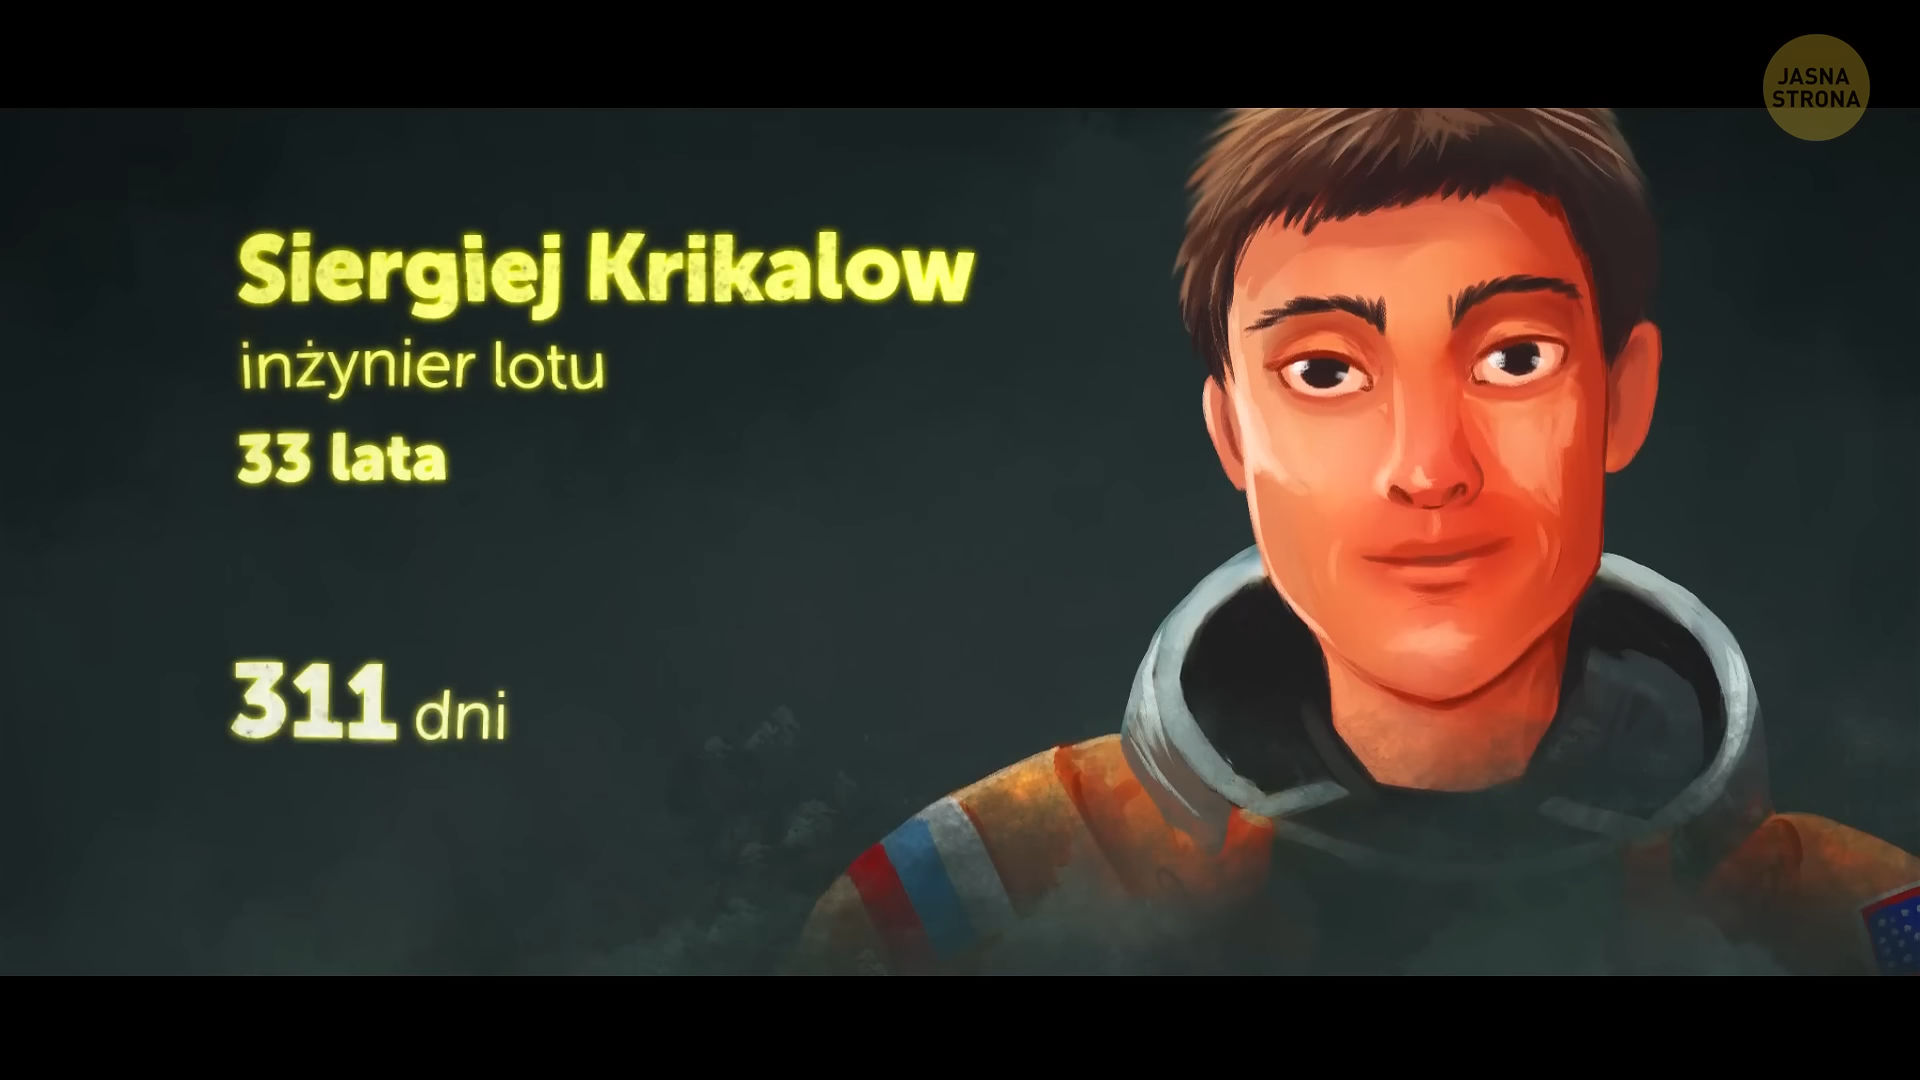 JASNA
STRONA
Siergiej Krikalow
inżynier lotu
33 lata
311 dni